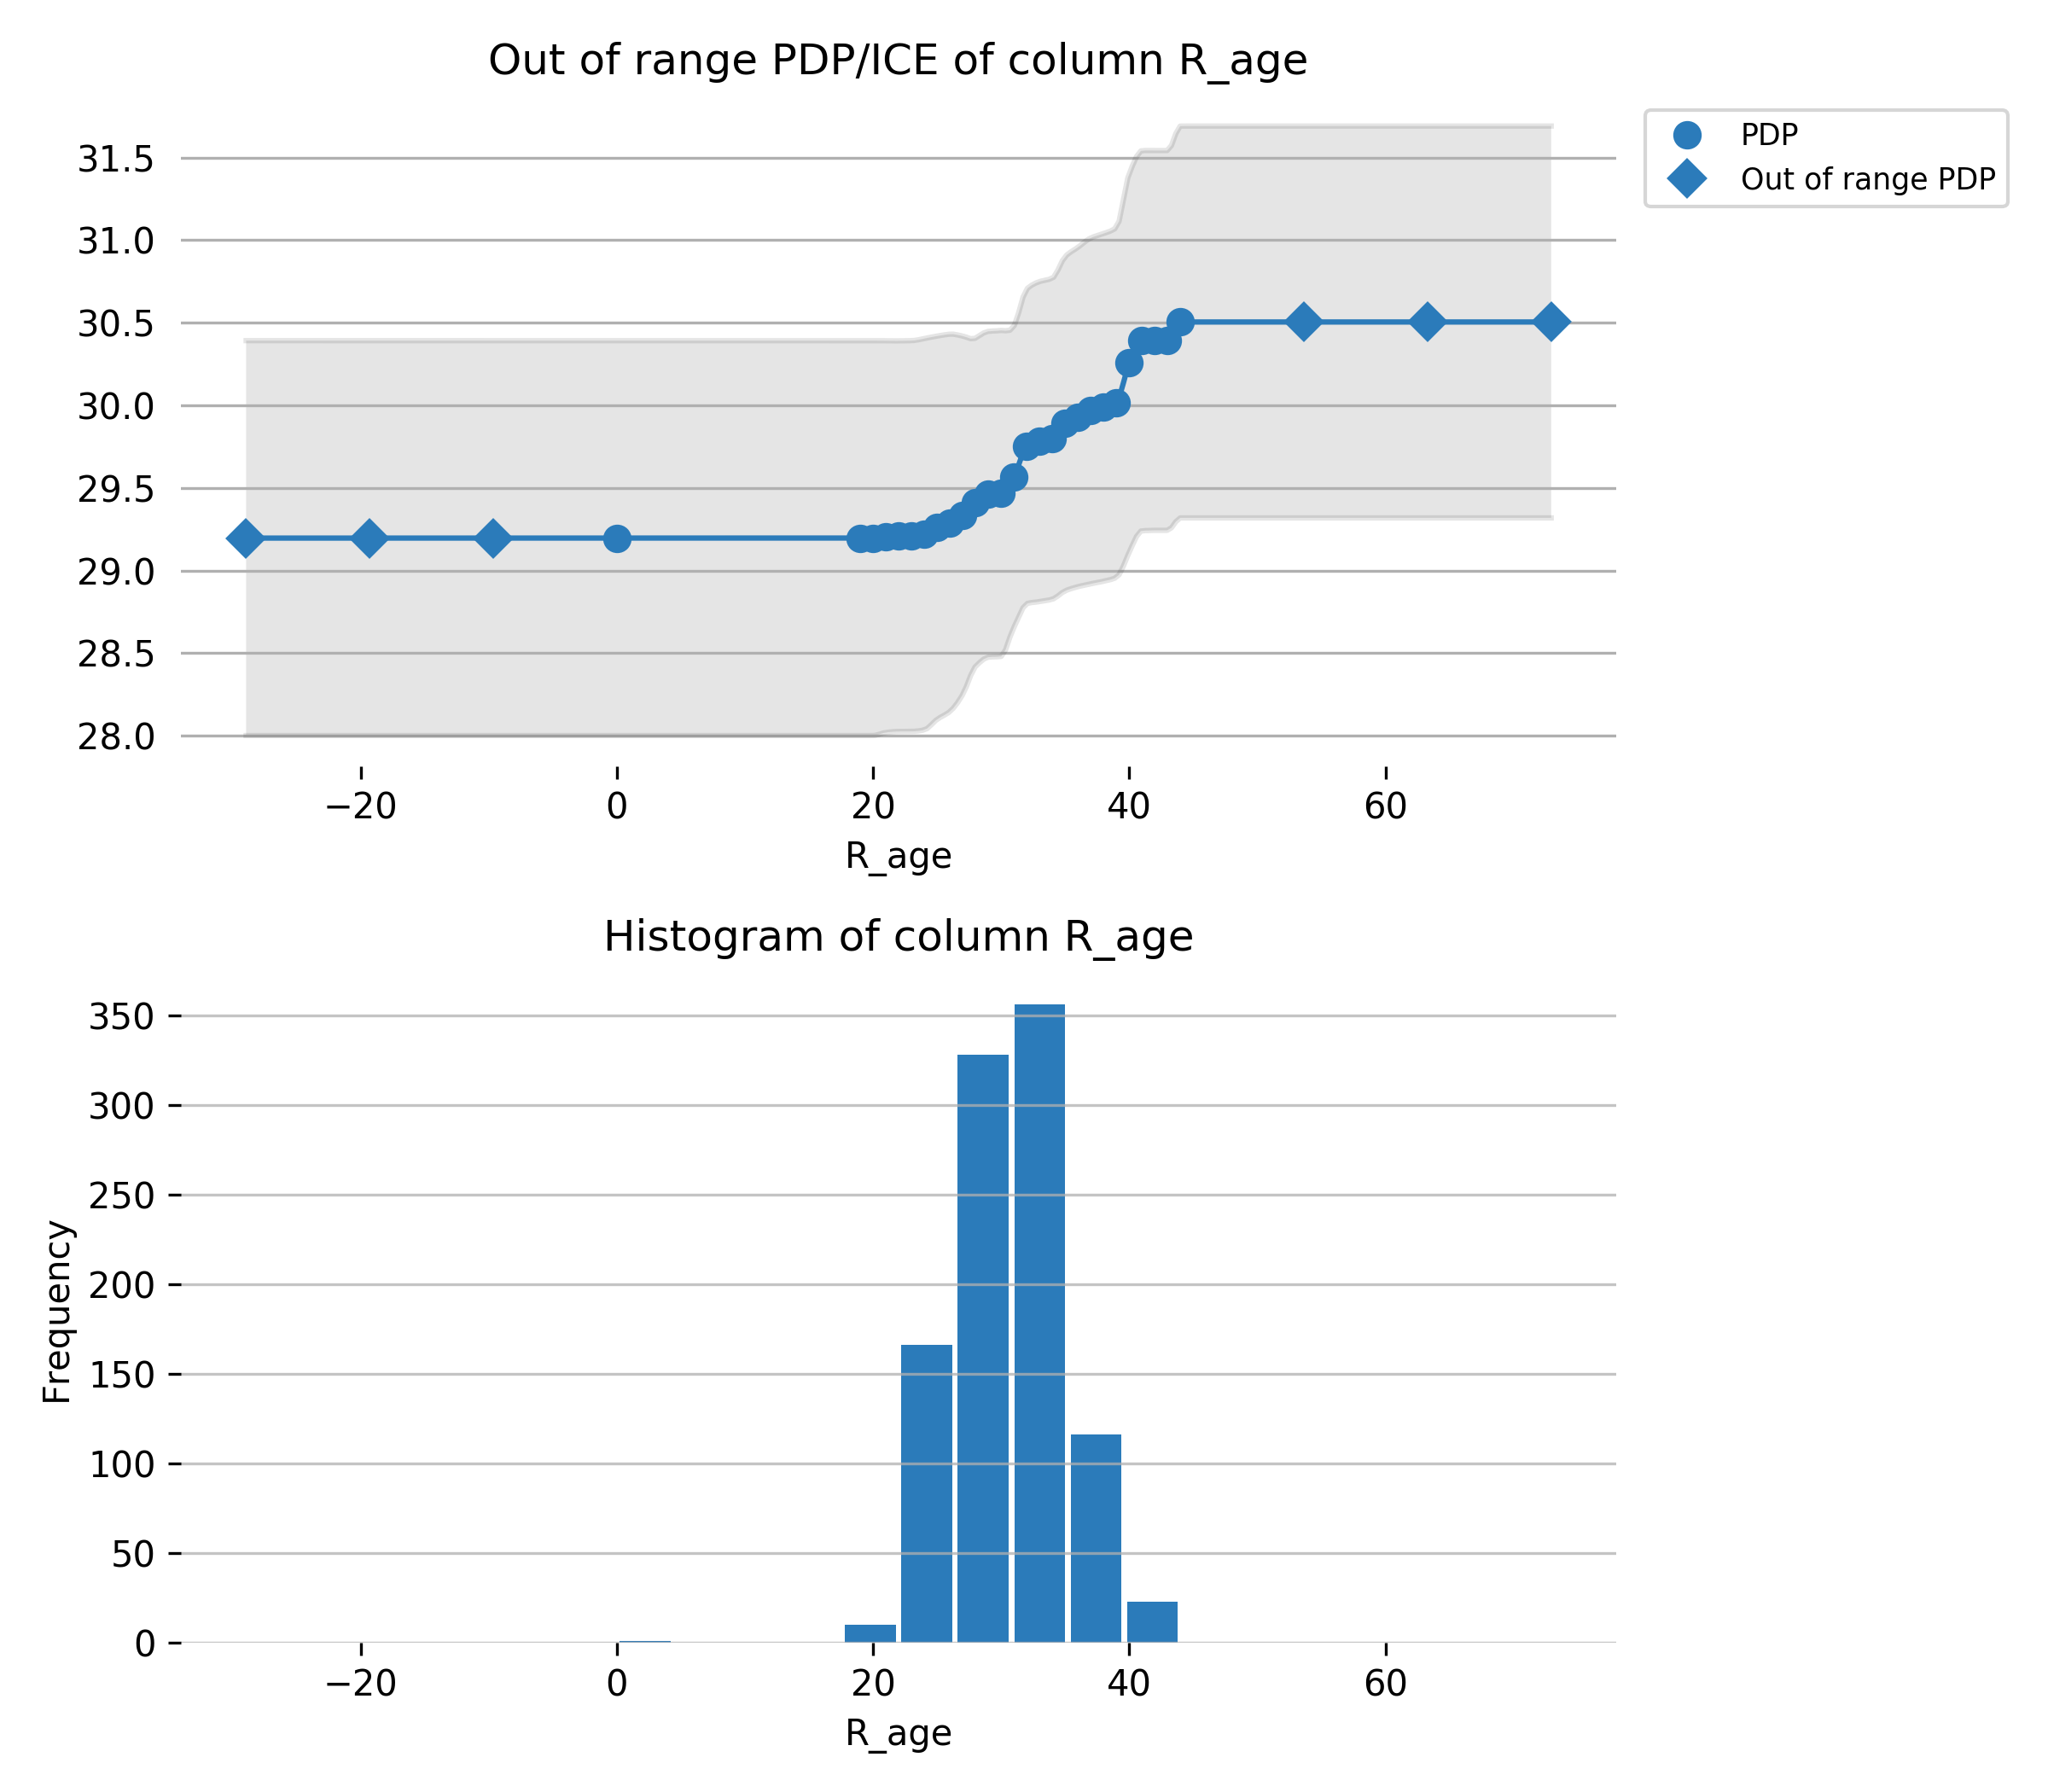 Out of range PDP/ICE of column R_age
PDP
Out of range PDP
31.5
31.0
30.5
30.0
29.5
29.0
28.5
28.0
−20 0 20 40 60
R_age
Histogram of column R_age
350
300
250
200
150
100
50
0
Frequency
−20 0 20 40 60
R_age